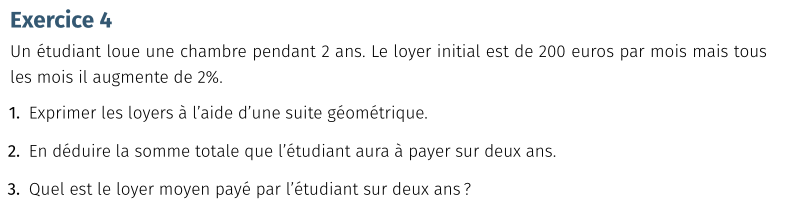 Exercice 4
Un étudiant loue une chambre pendant 2 ans. Le loyer initial est de 200 euros par mois mais tous
les mois il augmente de 2%.
1. Exprimer les loyers à l'aide d'une suite géométrique.
2. En déduire la somme totale que l'étudiant aura à payer sur deux ans.
3. Quel est le loyer moyen payé par l'étudiant sur deux ans ?